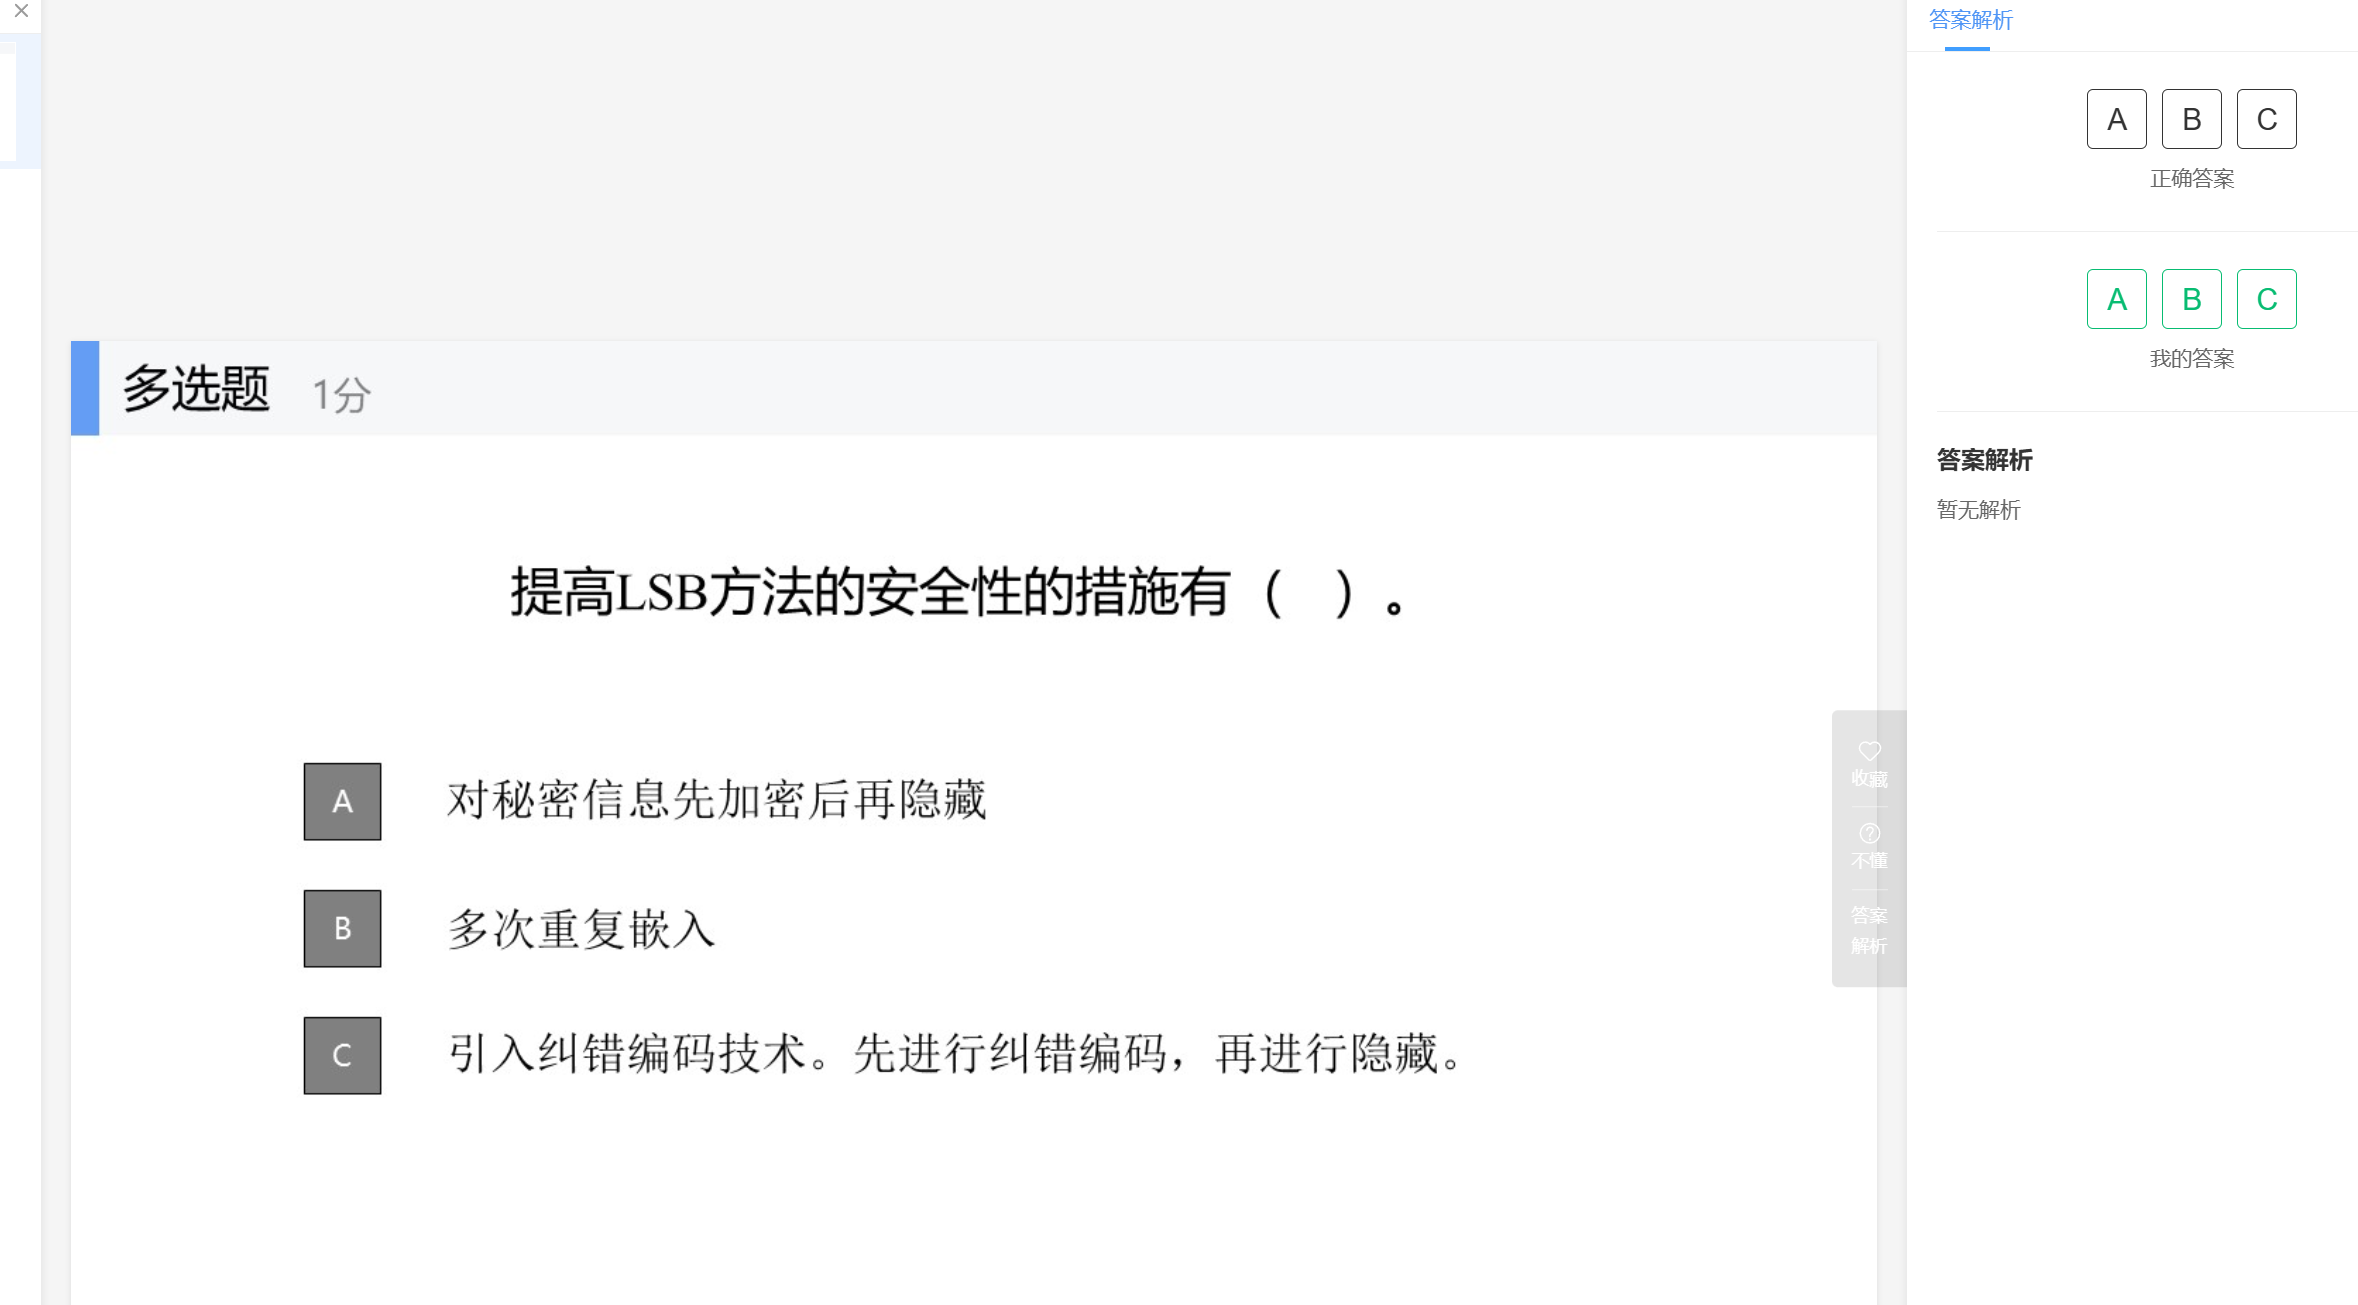 答案解析
A B C
正确答案
A B C
我的答案
答案解析
暂无解析
多选题 1分
提高LSB方法的安全性的措施有（ ）。
A 对秘密信息先加密后再隐藏
B 多次重复嵌入
C 引入纠错编码技术。先进行纠错编码，再进行隐藏。
收藏
不懂
答案
解析